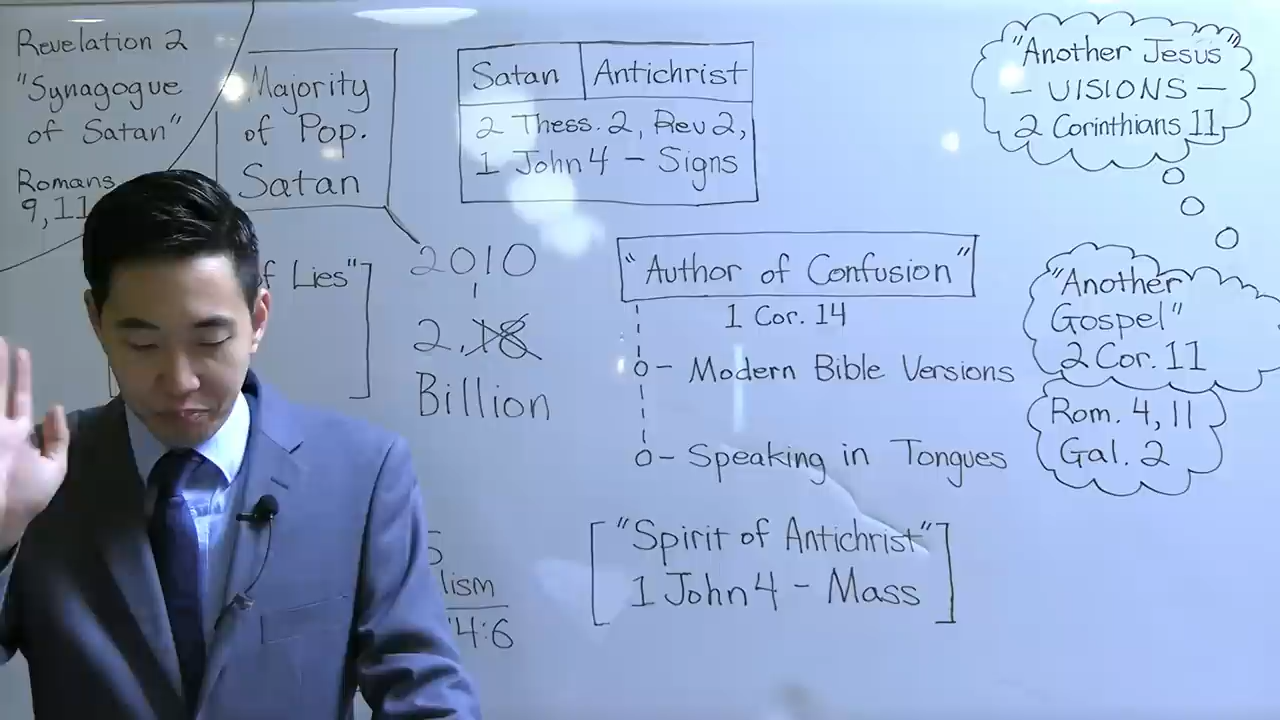 Revelation 2
"Synagogue
of Satan"
Romans
9, 11
Majority
of Pop.
Satan
f Lies"
2010
2.18
Billion
Satan Antichrist
2 Thess. 2, Rev 2,
1 John 4 - Signs
"Author of Confusion"
1 Cor. 14
- Modern Bible Versions
- Speaking in Tongues
"Spirit of Antichrist"
1 John 4 - Mass
lism
4:6
"Another Jesus"
- VISIONS -
2 Corinthians 11
"Another
Gospel"
2 Cor. 11
Rom. 4, 11
Gal. 2